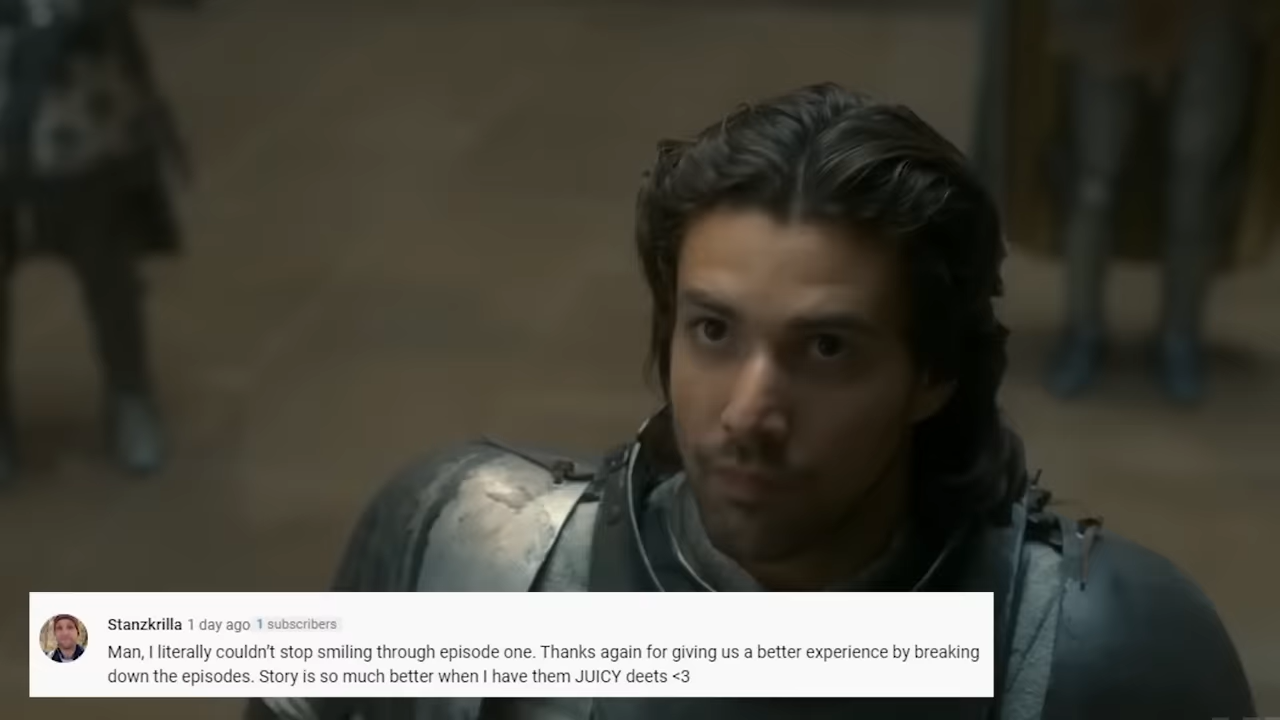 Stanzkrilla 1 day ago 1 subscribers
Man, I literally couldn't stop smiling through episode one. Thanks again for giving us a better experience by breaking
down the episodes. Story is so much better when I have them JUICY deets <3